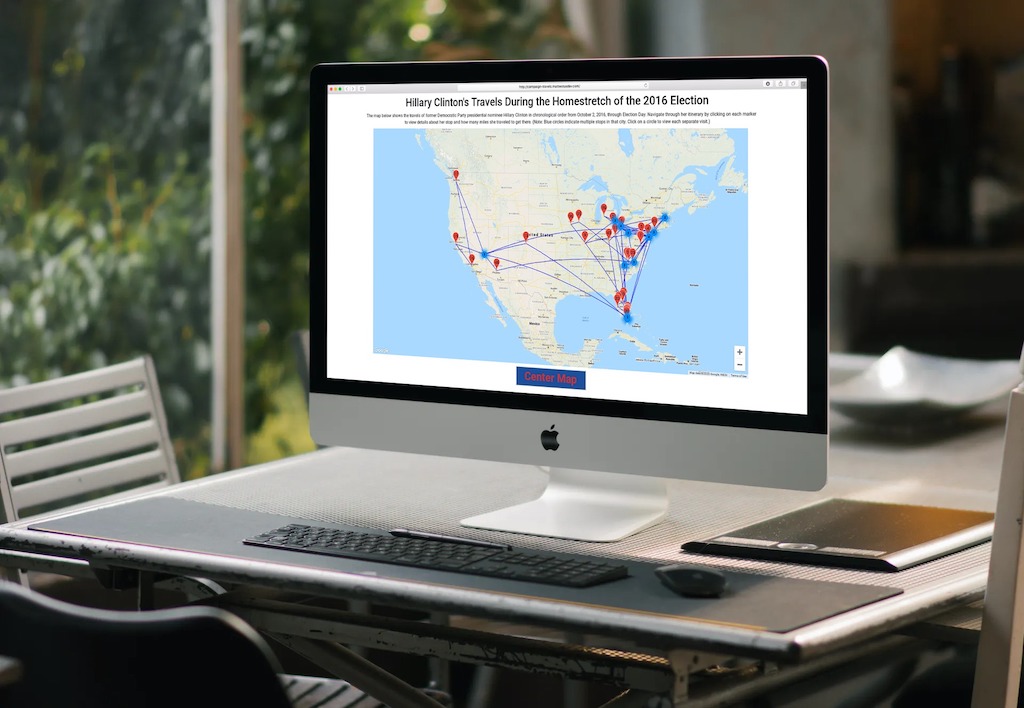 Hillary Clinton's Travels During the Homestretch of the 2016 Election
The map below shows the travels of former Democratic Party presidential nominee Hillary Clinton in chronological order from October 2, 2016, through Election Day. Navigate through her itinerary by clicking on each marker
to view details about her stop and how many miles she traveled to get there. (Note: Blue circles indicate multiple stops in that city. Click on a circle to view each separate visit.)
United States
Mexico
Center Map